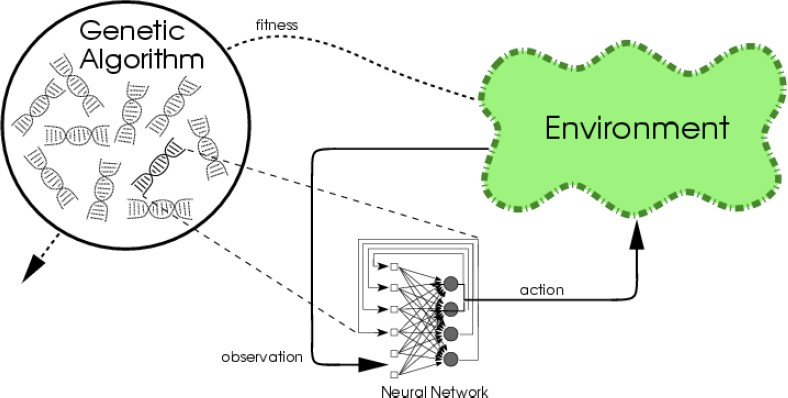 Genetic
Algorithm
fitness
Environment
action
observation
Neural Network